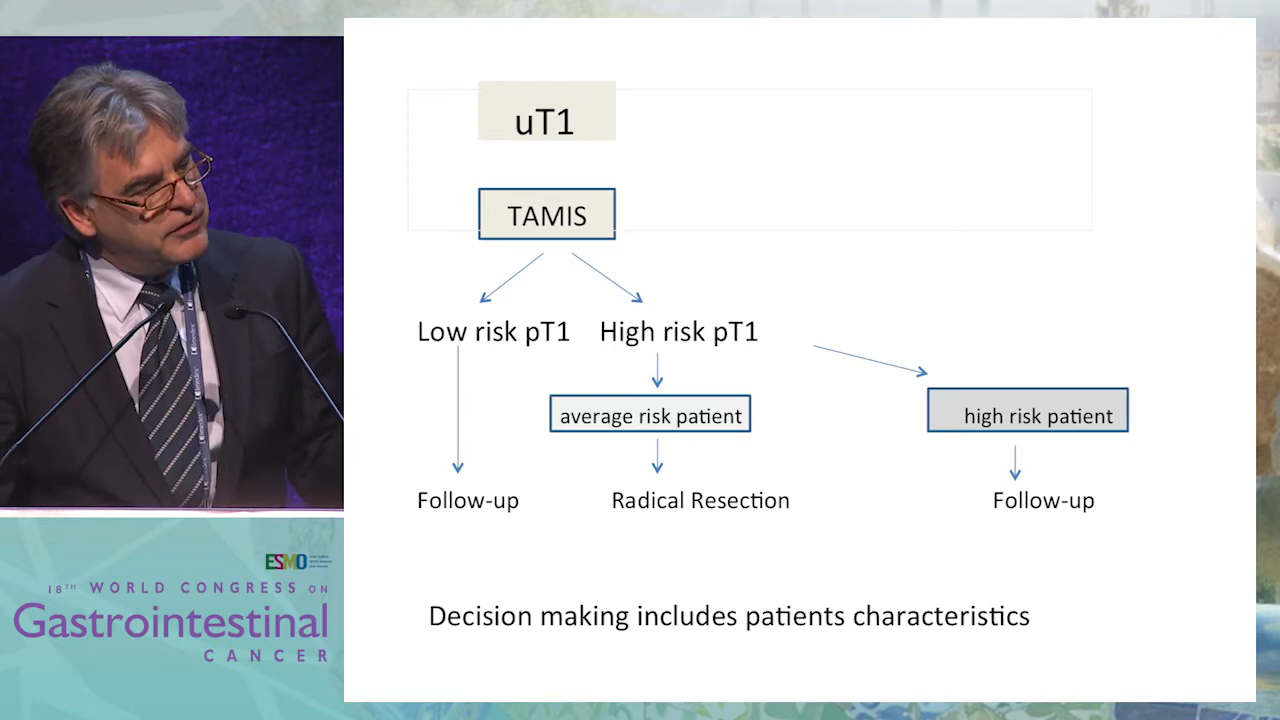 uT1
TAMIS
Low risk pT1
High risk pT1
average risk patient
high risk patient
Follow-up
Radical Resection
Follow-up
Decision making includes patients characteristics
ESMO
18TH WORLD CONGRESS ON
Gastrointestinal
CANCER